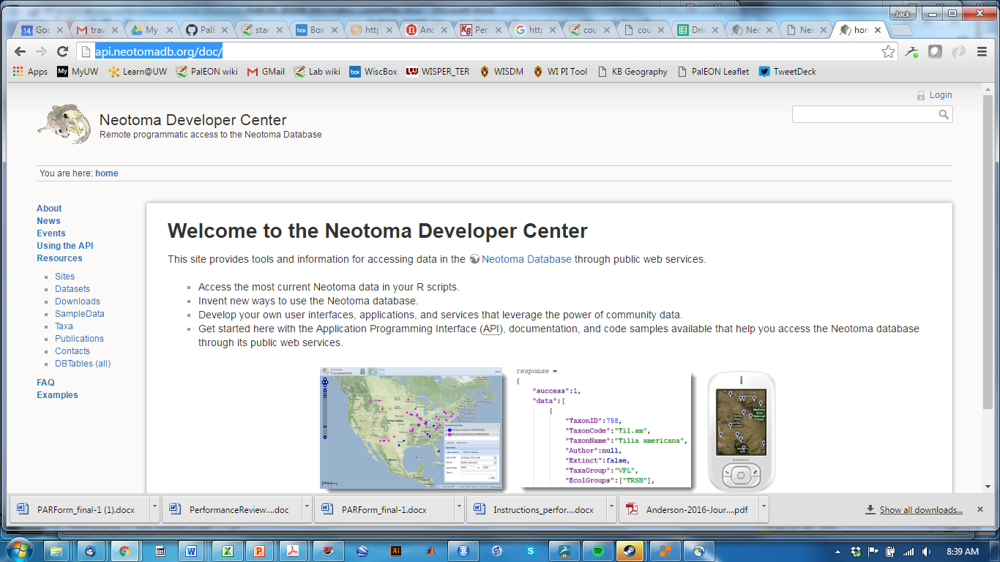 Jack
14 Goo
trav
My
PalE
star
Box
http
Anc
Per
http
cou
cou
Driv
Neo
Neo
hon
api.neotomadb.org/doc/
Apps My MyUW Learn@UW PalEON wiki GMail Lab wiki box WiscBox WISPER_TER WISDM WI PI Tool KB Geography PalEON Leaflet TweetDeck
Login
Neotoma Developer Center
Remote programmatic access to the Neotoma Database
You are here: home
About
News
Events
Using the API
Resources
Sites
Datasets
Downloads
SampleData
Taxa
Publications
Contacts
DBTables (all)
FAQ
Examples
Welcome to the Neotoma Developer Center
This site provides tools and information for accessing data in the Neotoma Database through public web services.
Access the most current Neotoma data in your R scripts.
Invent new ways to use the Neotoma database.
Develop your own user interfaces, applications, and services that leverage the power of community data.
Get started here with the Application Programming Interface (API), documentation, and code samples available that help you access the Neotoma database
through its public web services.
response =
{
"success":1,
"data":[
{
"TaxonID":758,
"TaxonCode":"Til.am",
"TaxonName":"Tilia americana",
"Author":null,
"Extinct":false,
"TaxaGroup":"VPL",
"EcolGroups":["TRSH"],
PARForm_final-1 (1).docx
PerformanceReview....doc
PARForm_final-1.docx
Instructions_perfor....docx
Anderson-2016-Jour....pdf
Show all downloads...
8:39 AM